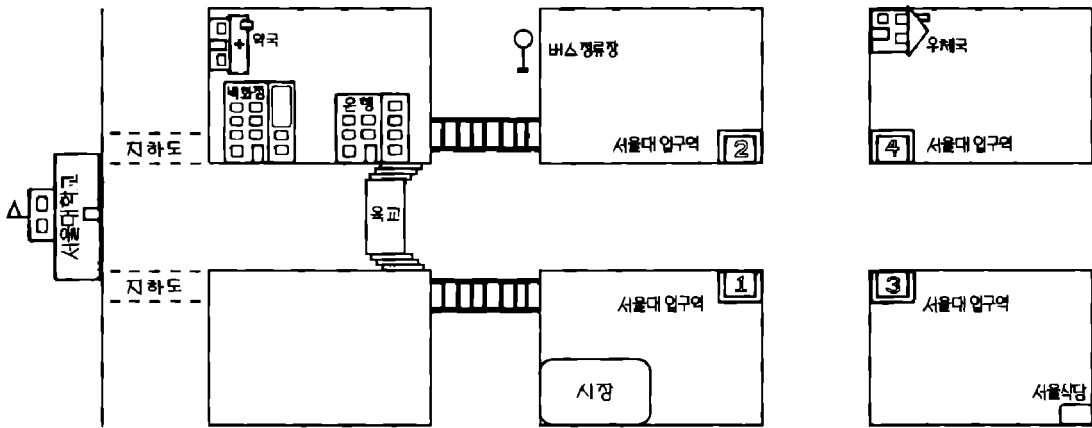 약국
버스정류장
우체국
백화점
은행
지하도
서울대 입구역
2
4
서울대 입구역
서울대학교
육교
지하도
서울대 입구역
1
3
서울대 입구역
시장
서울식당